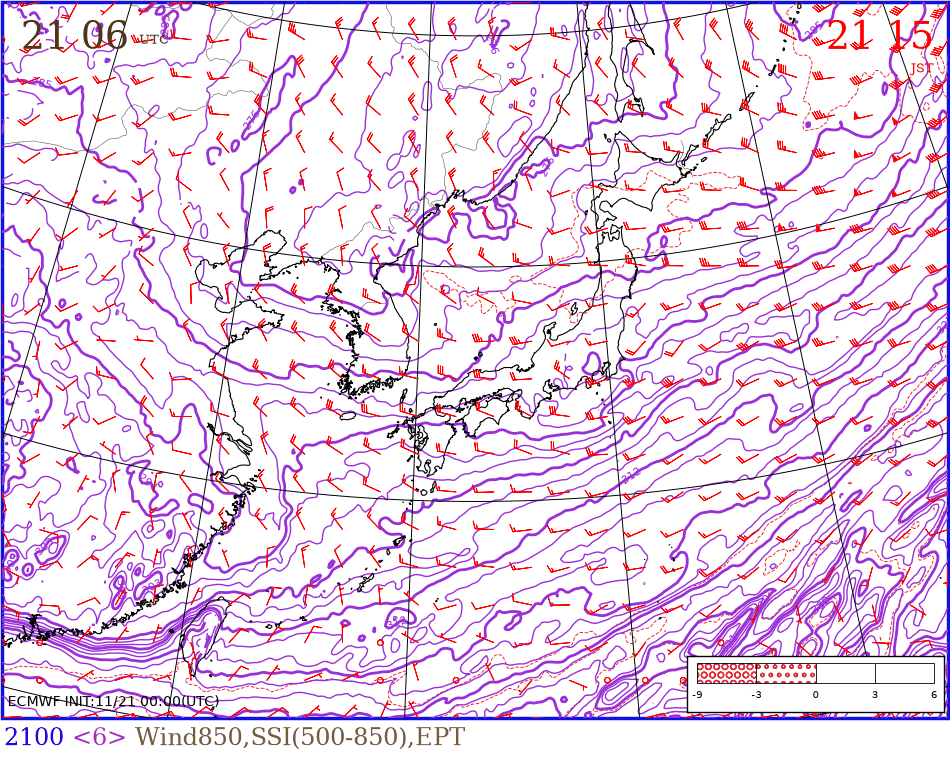 21 06 UTC
21 15
JST
ECMWF INIT:11/21 00:00(UTC)
-9 -3 0 3 6
2100 <6> Wind850,SSI(500-850),EPT